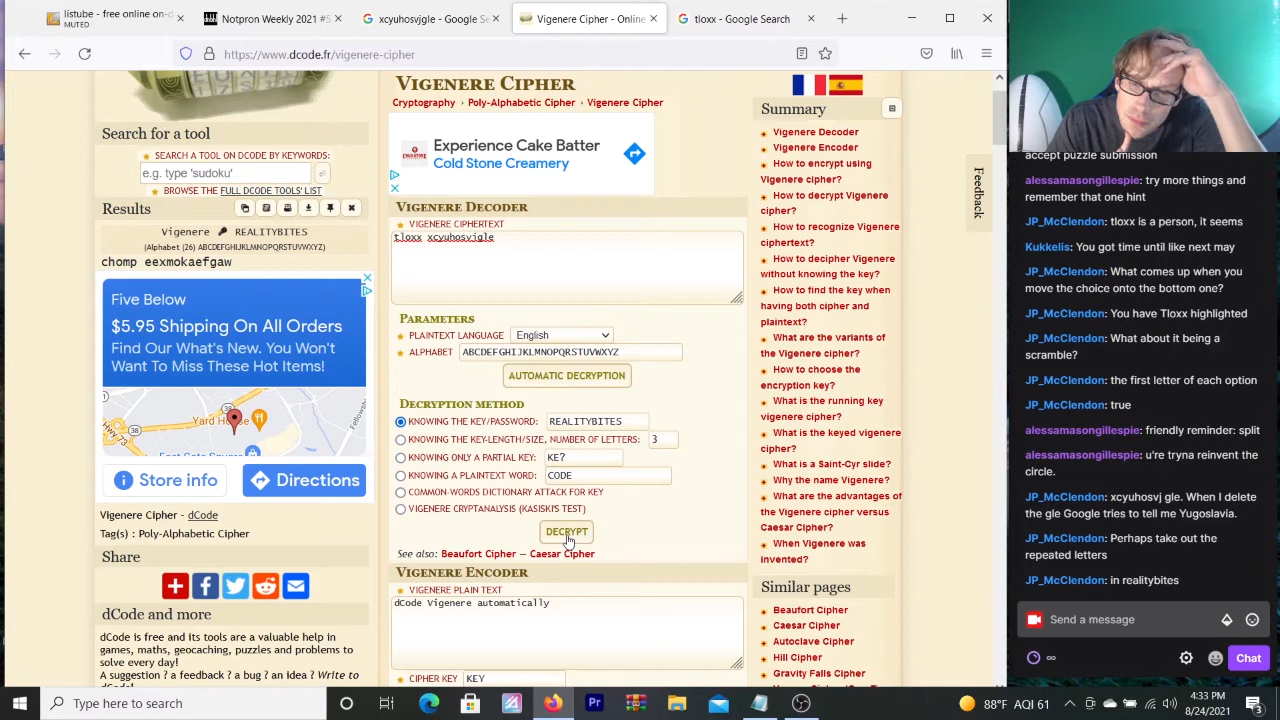 listube - free online on-d
MUTED
Notpron Weekly 2021 #5
xcyuhosvjgle - Google Se
Vigenere Cipher - Online
tloxx - Google Search
https://www.dcode.fr/vigenere-cipher
Search for a tool
SEARCH A TOOL ON DCODE BY KEYWORDS:
e.g. type 'sudoku'
BROWSE THE FULL DCODE TOOLS' LIST
Results
Vigenere REALITYBITES
(Alphabet (26) ABCDEFGHIJKLMNOPQRSTUVWXYZ)
chomp eexmokaefgaw
Five Below
$5.95 Shipping On All Orders
Find Our What's New. You Won't
Want To Miss These Hot Items!
Yard House
Store info
Directions
Vigenere Cipher - dCode
Tag(s) : Poly-Alphabetic Cipher
Share
dCode and more
dCode is free and its tools are a valuable help in
games, maths, geocaching, puzzles and problems to
solve every day!
A suggestion ? a feedback ? a bug ? an idea ? Write to
Vigenere Cipher
Cryptography › Poly-Alphabetic Cipher › Vigenere Cipher
Experience Cake Batter
Cold Stone Creamery
Vigenere Decoder
VIGENERE CIPHERTEXT
tloxx xcyuhosvjgle
Parameters
PLAINTEXT LANGUAGE English
ALPHABET ABCDEFGHIJKLMNOPQRSTUVWXYZ
AUTOMATIC DECRYPTION
Decryption method
KNOWING THE KEY/PASSWORD: REALITYBITES
KNOWING THE KEY-LENGTH/SIZE, NUMBER OF LETTERS: 3
KNOWING ONLY A PARTIAL KEY: KE?
KNOWING A PLAINTEXT WORD: CODE
COMMON-WORDS DICTIONARY ATTACK FOR KEY
VIGENERE CRYPTANALYSIS (KASISKI'S TEST)
DECRYPT
See also: Beaufort Cipher — Caesar Cipher
Vigenere Encoder
VIGENERE PLAIN TEXT
dCode Vigenere automatically
CIPHER KEY KEY
Summary
Vigenere Decoder
Vigenere Encoder
How to encrypt using
Vigenere cipher?
How to decrypt Vigenere
cipher?
How to recognize Vigenere
ciphertext?
How to decipher Vigenere
without knowing the key?
How to find the key when
having both cipher and
plaintext?
What are the variants of
the Vigenere cipher?
How to choose the
encryption key?
What is the running key
vigenere cipher?
What is the keyed vigenere
cipher?
What is a Saint-Cyr slide?
Why the name Vigenere?
What are the advantages of
the Vigenere cipher versus
Caesar Cipher?
When Vigenere was
invented?
Similar pages
Beaufort Cipher
Caesar Cipher
Autoclave Cipher
Hill Cipher
Gravity Falls Cipher
Feedback
accept puzzle submission
alessamasongillespie: try more things and
remember that one hint
JP_McClendon: tloxx is a person, it seems
Kukkelis: You got time until like next may
JP_McClendon: What comes up when you
move the choice onto the bottom one?
JP_McClendon: You have Tloxx highlighted
JP_McClendon: What about it being a
scramble?
JP_McClendon: the first letter of each option
JP_McClendon: true
alessamasongillespie: friendly reminder: split
alessamasongillespie: u're tryna reinvent the
circle.
JP_McClendon: xcyuhosvj gle. When I delete
the gle Google tries to tell me Yugoslavia.
JP_McClendon: Perhaps take out the
repeated letters
JP_McClendon: in realitybites
Send a message
Chat
Type here to search
88°F AQI 61
4:33 PM
8/24/2021